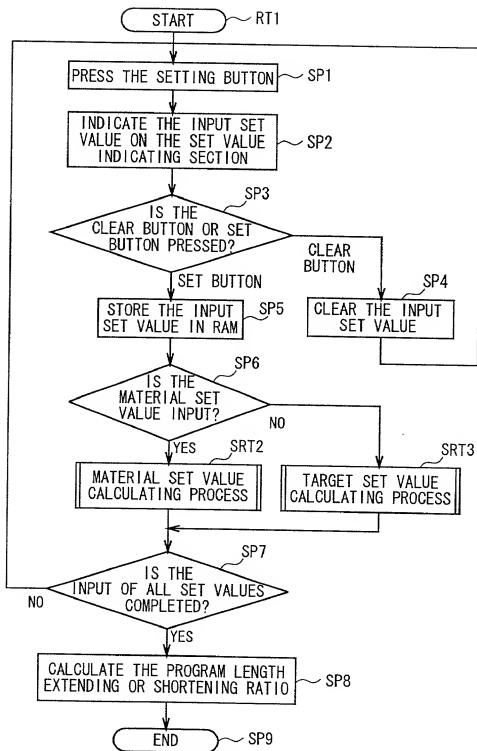 START
RT1
PRESS THE SETTING BUTTON
SP1
INDICATE THE INPUT SET
VALUE ON THE SET VALUE
INDICATING SECTION
SP2
SP3
IS THE
CLEAR BUTTON OR SET
BUTTON PRESSED?
CLEAR
BUTTON
SET BUTTON
SP4
CLEAR THE INPUT
SET VALUE
SP5
STORE THE INPUT
SET VALUE IN RAM
SP6
IS THE
MATERIAL SET
VALUE INPUT?
NO
YES
SRT2
MATERIAL SET VALUE
CALCULATING PROCESS
SRT3
TARGET SET VALUE
CALCULATING PROCESS
SP7
IS THE
INPUT OF ALL SET VALUES
COMPLETED?
NO
YES
CALCULATE THE PROGRAM LENGTH
EXTENDING OR SHORTENING RATIO
SP8
END
SP9